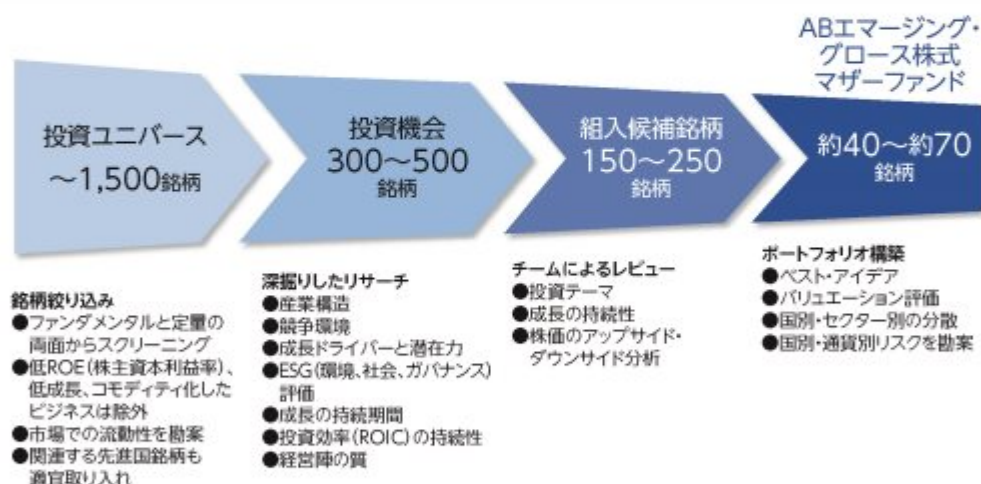 投資ユニバース
～1,500銘柄
投資機会
300～500
銘柄
組入候補銘柄
150～250
銘柄
ABエマージング・
グロース株式
マザーファンド
約40～約70
銘柄
銘柄絞り込み
●ファンダメンタルと定量の
両面からスクリーニング
●低ROE(株主資本利益率)、
低成長、コモディティ化した
ビジネスは除外
●市場での流動性を勘案
●関連する先進国銘柄も
適宜取り入れ
深掘りしたリサーチ
●産業構造
●競争環境
●成長ドライバーと潜在力
●ESG(環境、社会、ガバナンス)
評価
●成長の持続期間
●投資効率(ROIC)の持続性
●経営陣の質
チームによるレビュー
●投資テーマ
●成長の持続性
●株価のアップサイド・
ダウンサイド分析
ポートフォリオ構築
●ベスト・アイデア
●バリュエーション評価
●国別・セクター別の分散
●国別・通貨別リスクを勘案